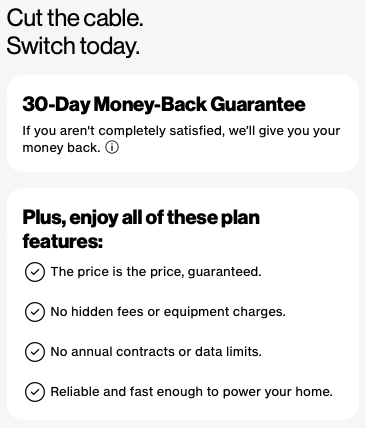 Cut the cable.
Switch today.
30-Day Money-Back Guarantee
If you aren't completely satisfied, we'll give you your
money back. ⓘ
Plus, enjoy all of these plan
features:
The price is the price, guaranteed.
No hidden fees or equipment charges.
No annual contracts or data limits.
Reliable and fast enough to power your home.